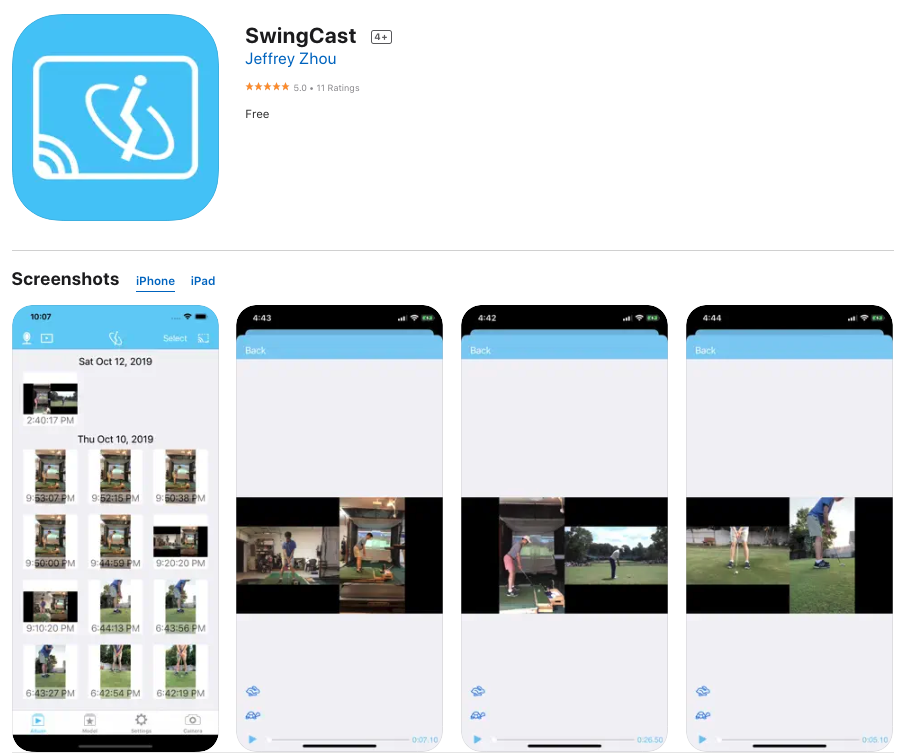 SwingCast 4+
Jeffrey Zhou
5.0 • 11 Ratings
Free
Screenshots iPhone iPad
10:07
Select
Sat Oct 12, 2019
2:40:17 PM
Thu Oct 10, 2019
9:53:07 PM 9:52:15 PM 9:50:38 PM
9:50:00 PM 9:44:59 PM 9:20:20 PM
9:10:20 PM 6:44:13 PM 6:43:56 PM
6:43:27 PM 6:42:54 PM 6:42:19 PM
Album Model Settings Camera
4:43
Back
0:07.10
4:42
Back
0:26.50
4:44
Back
0:05.10